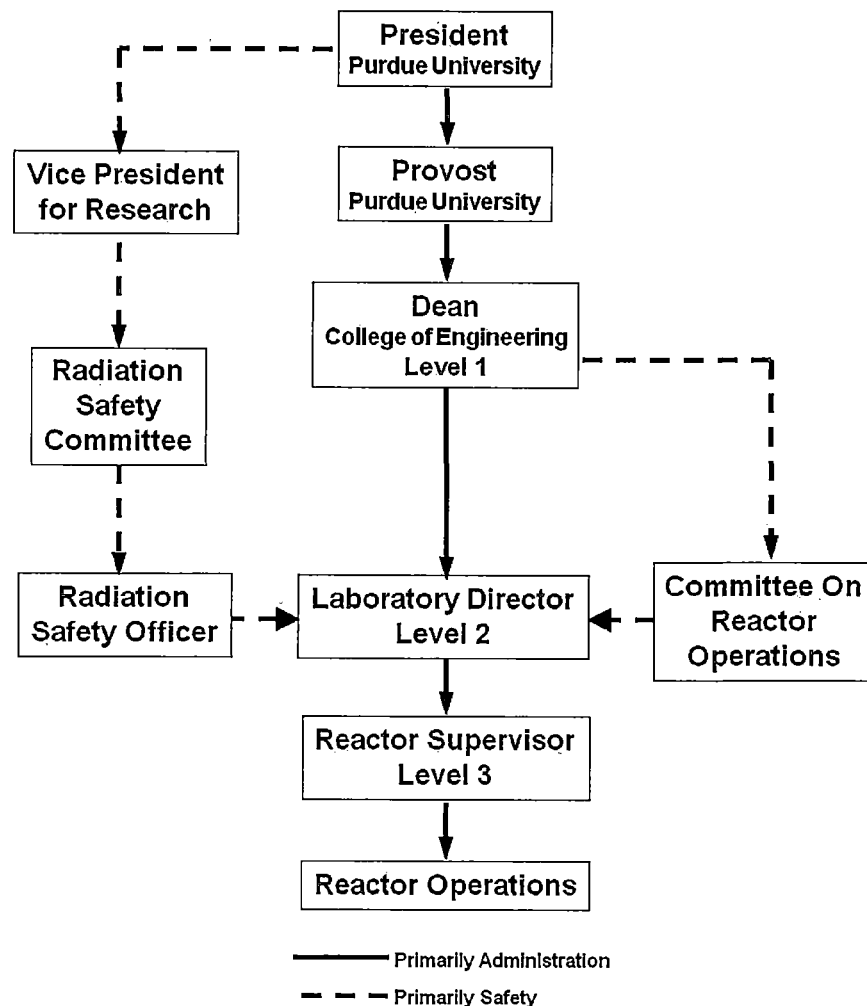 President
Purdue University
Provost
Purdue University
Vice President
for Research
Dean
College of Engineering
Level 1
Radiation
Safety
Committee
Radiation
Safety Officer
Laboratory Director
Level 2
Committee On
Reactor
Operations
Reactor Supervisor
Level 3
Reactor Operations
Primarily Administration
Primarily Safety